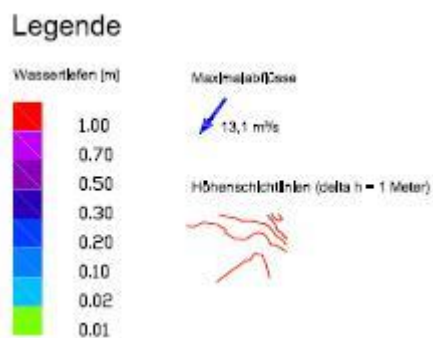 Legende
Wassertiefen [m]
1.00
0.70
0.50
0.30
0.20
0.10
0.02
0.01
Maximalabflüsse
13,1 m³/s
Höhenschichtlinien (delta h = 1 Meter)